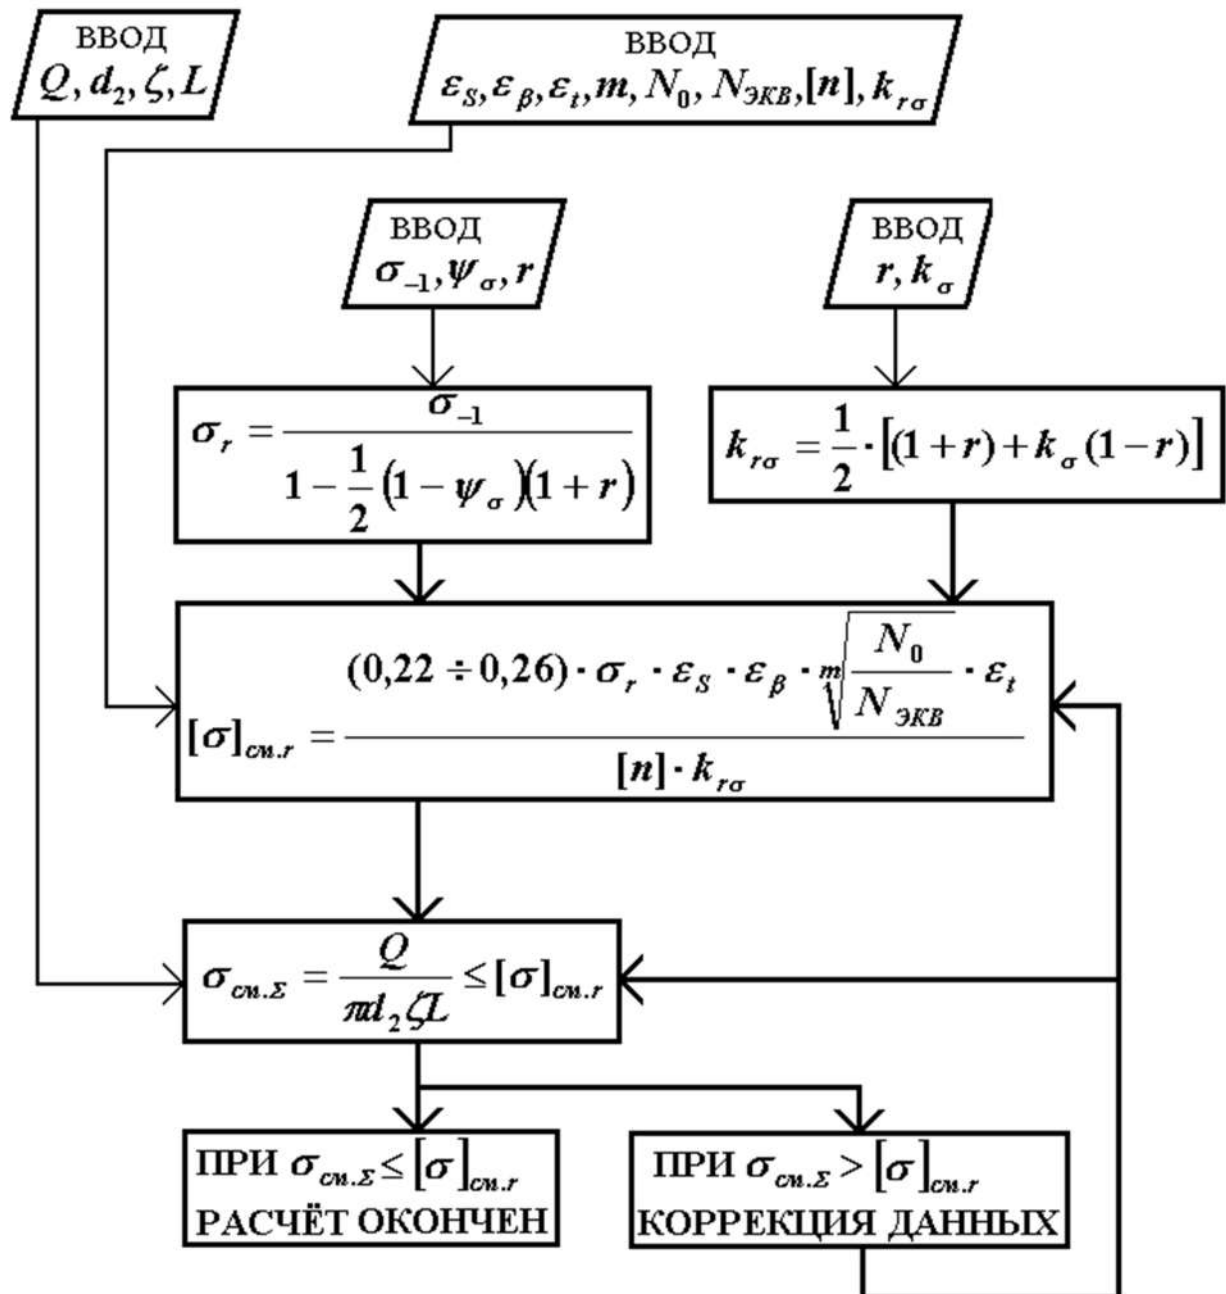 ВВОД
Q, d₂, ζ, L
ВВОД
ε_S, ε_β, ε_t, m, N₀, N_ЭКВ, [n], k_rσ
ВВОД
σ₋₁, ψ_σ, r
ВВОД
r, k_σ
σ_r = σ₋₁ / (1 − 1/2 (1 − ψ_σ)(1 + r))
k_rσ = 1/2 · [(1 + r) + k_σ (1 − r)]
[σ]_см.r = (0,22 ÷ 0,26) · σ_r · ε_S · ε_β · ᵐ√(N₀ / N_ЭКВ) · ε_t / ([n] · k_rσ)
σ_см.Σ = Q / (πd₂ζL) ≤ [σ]_см.r
ПРИ σ_см.Σ ≤ [σ]_см.r
РАСЧЁТ ОКОНЧЕН
ПРИ σ_см.Σ > [σ]_см.r
КОРРЕКЦИЯ ДАННЫХ